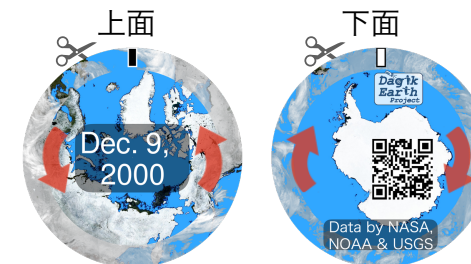 上面
下面
Dec. 9,
2000
Dagik
Earth
Project
Data by NASA,
NOAA & USGS